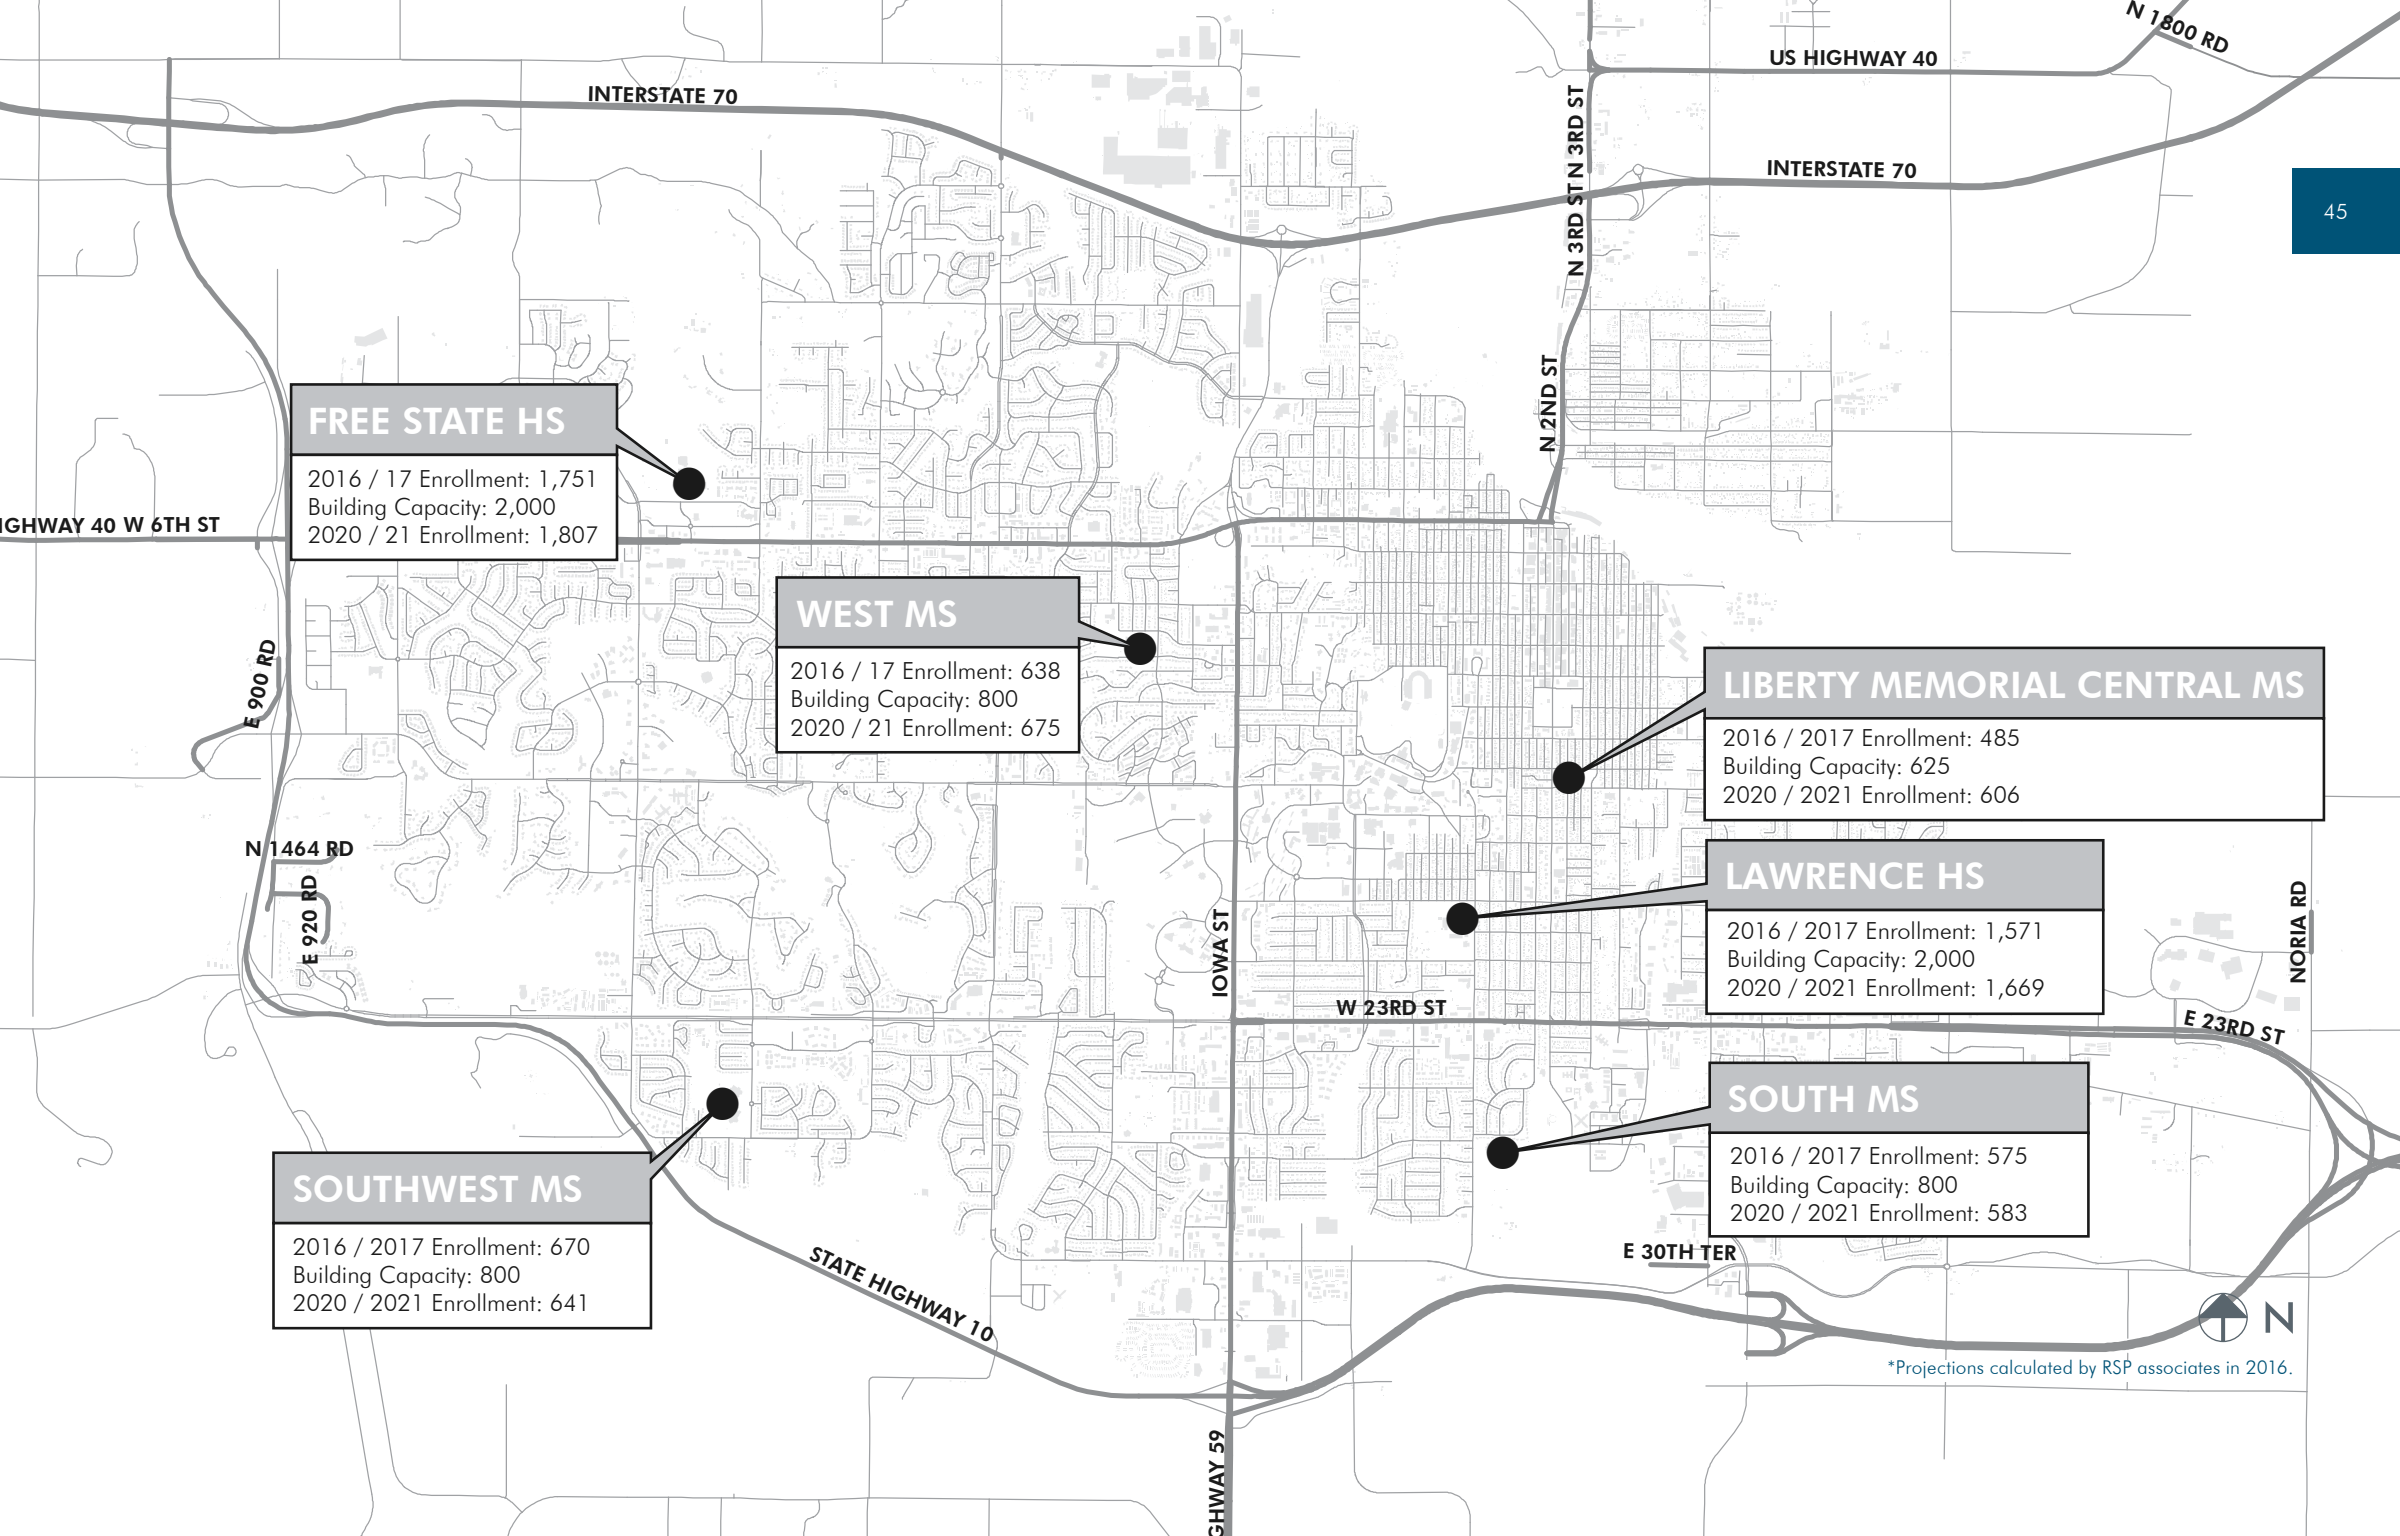 N 1800 RD
US HIGHWAY 40
INTERSTATE 70
N 3RD ST
INTERSTATE 70
45
N 3RD ST
N 2ND ST
FREE STATE HS
2016 / 17 Enrollment: 1,751
Building Capacity: 2,000
2020 / 21 Enrollment: 1,807
IGHWAY 40 W 6TH ST
WEST MS
2016 / 17 Enrollment: 638
Building Capacity: 800
2020 / 21 Enrollment: 675
E 900 RD
LIBERTY MEMORIAL CENTRAL MS
2016 / 2017 Enrollment: 485
Building Capacity: 625
2020 / 2021 Enrollment: 606
N 1464 RD
E 920 RD
LAWRENCE HS
2016 / 2017 Enrollment: 1,571
Building Capacity: 2,000
2020 / 2021 Enrollment: 1,669
IOWA ST
NORIA RD
W 23RD ST
E 23RD ST
SOUTH MS
2016 / 2017 Enrollment: 575
Building Capacity: 800
2020 / 2021 Enrollment: 583
SOUTHWEST MS
2016 / 2017 Enrollment: 670
Building Capacity: 800
2020 / 2021 Enrollment: 641
E 30TH TER
STATE HIGHWAY 10
N
*Projections calculated by RSP associates in 2016.
GHWAY 59